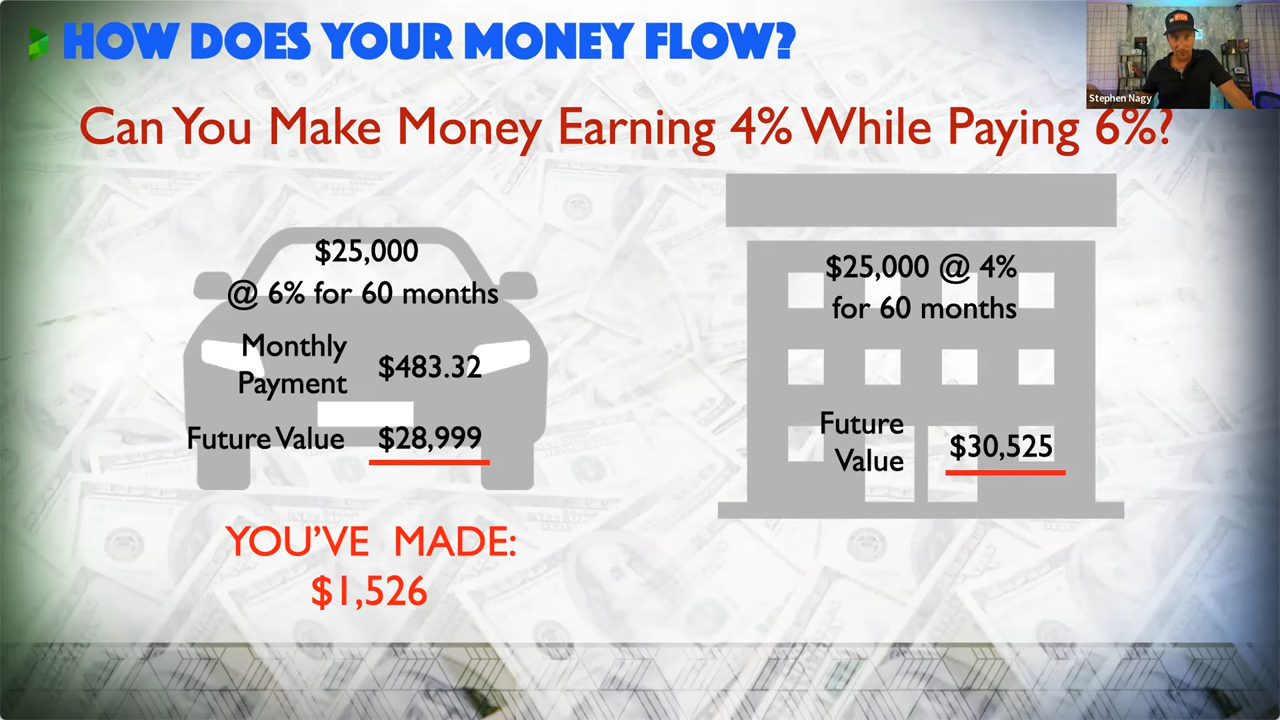 HOW DOES YOUR MONEY FLOW?
Stephen Nagy
Can You Make Money Earning 4% While Paying 6%?
$25,000
@ 6% for 60 months
Monthly
Payment
$483.32
Future Value $28,999
YOU'VE MADE:
$1,526
$25,000 @ 4%
for 60 months
Future
Value
$30,525